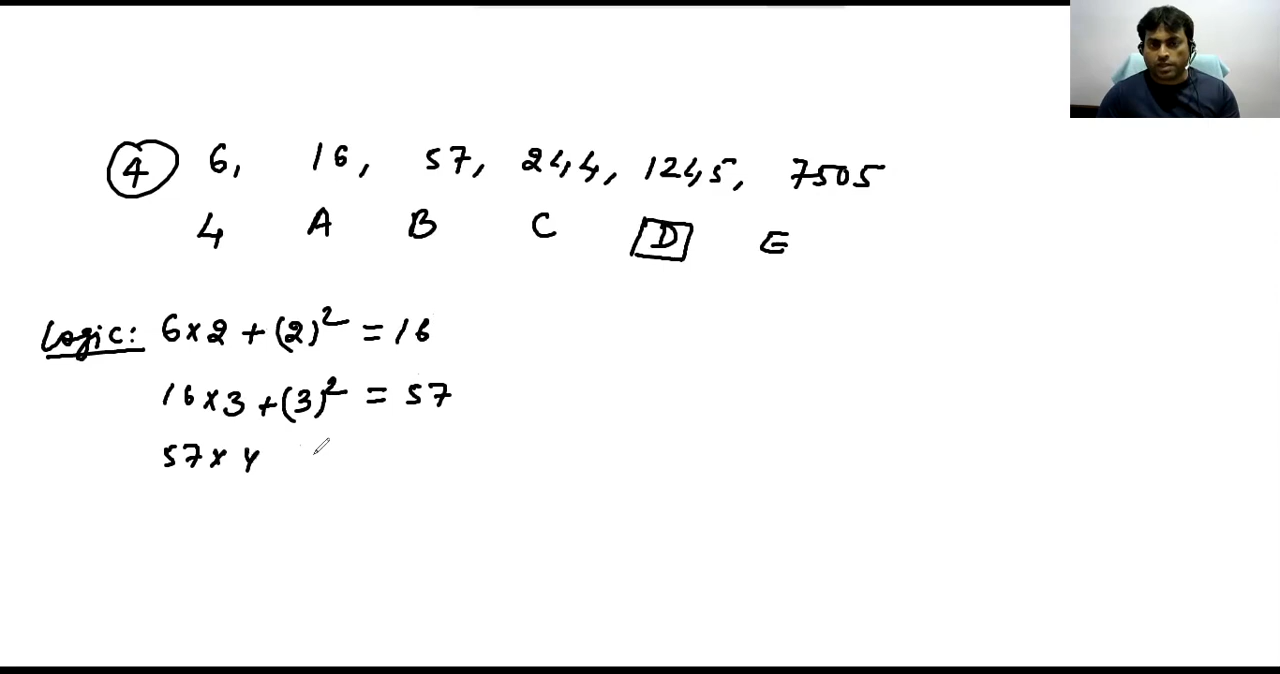 4 6, 16, 57, 244, 1245, 7505
4 A B C D E
Logic: 6×2 + (2)² = 16
16×3 + (3)² = 57
57×4